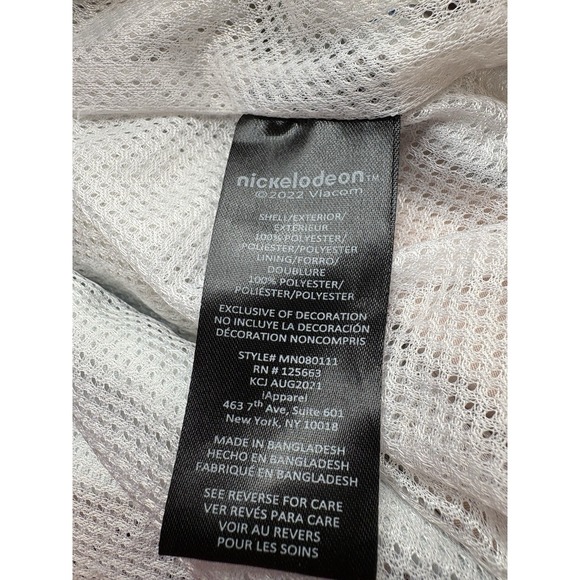 nickelodeon™
©2022 Viacom
SHELL/EXTERIOR/
EXTÉRIEUR
100% POLYESTER/
POLIÉSTER/POLYESTER
LINING/FORRO/
DOUBLURE
100% POLYESTER/
POLIÉSTER/POLYESTER
EXCLUSIVE OF DECORATION
NO INCLUYE LA DECORACIÓN
DÉCORATION NONCOMPRIS
STYLE# MN080111
RN # 125663
KCJ AUG2021
iApparel
463 7th Ave, Suite 601
New York, NY 10018
MADE IN BANGLADESH
HECHO EN BANGLADESH
FABRIQUÉ EN BANGLADESH
SEE REVERSE FOR CARE
VER REVÉS PARA CARE
VOIR AU REVERS
POUR LES SOINS